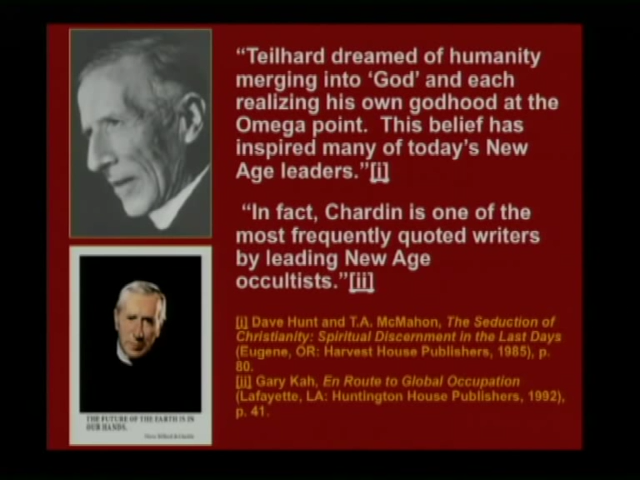 “Teilhard dreamed of humanity
merging into ‘God’ and each
realizing his own godhood at the
Omega point.  This belief has
inspired many of today’s New
Age leaders.”[i]
“In fact, Chardin is one of the
most frequently quoted writers
by leading New Age
occultists.”[ii]
[i] Dave Hunt and T.A. McMahon, The Seduction of
Christianity: Spiritual Discernment in the Last Days
(Eugene, OR: Harvest House Publishers, 1985), p.
80.
[ii] Gary Kah, En Route to Global Occupation
(Lafayette, LA: Huntington House Publishers, 1992),
p. 41.
THE FUTURE OF THE EARTH IS IN
OUR HANDS.